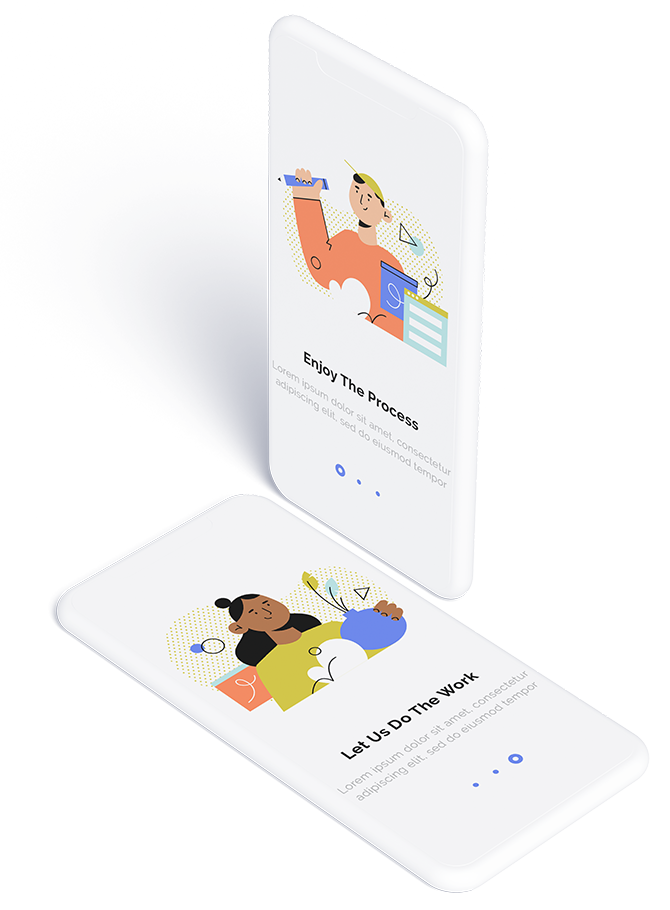 Enjoy The Process
Lorem ipsum dolor sit amet, consectetur
adipiscing elit, sed do eiusmod tempor
Let Us Do The Work
Lorem ipsum dolor sit amet, consectetur
adipiscing elit, sed do eiusmod tempor